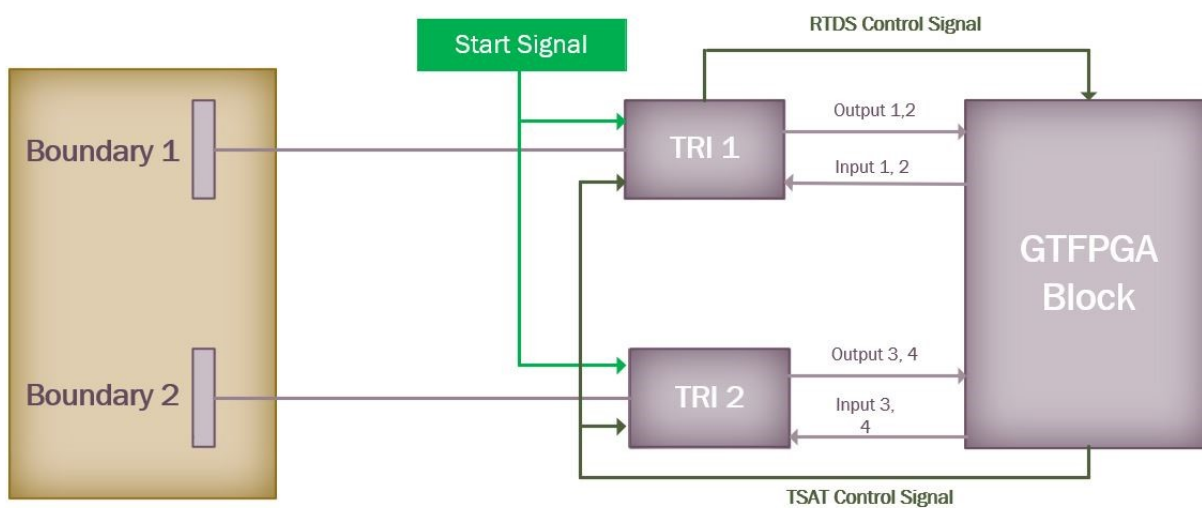 RTDS Control Signal
Start Signal
Boundary 1
TRI 1
Output 1,2
Input 1, 2
GTFPGA
Block
Boundary 2
TRI 2
Output 3, 4
Input 3,
4
TSAT Control Signal